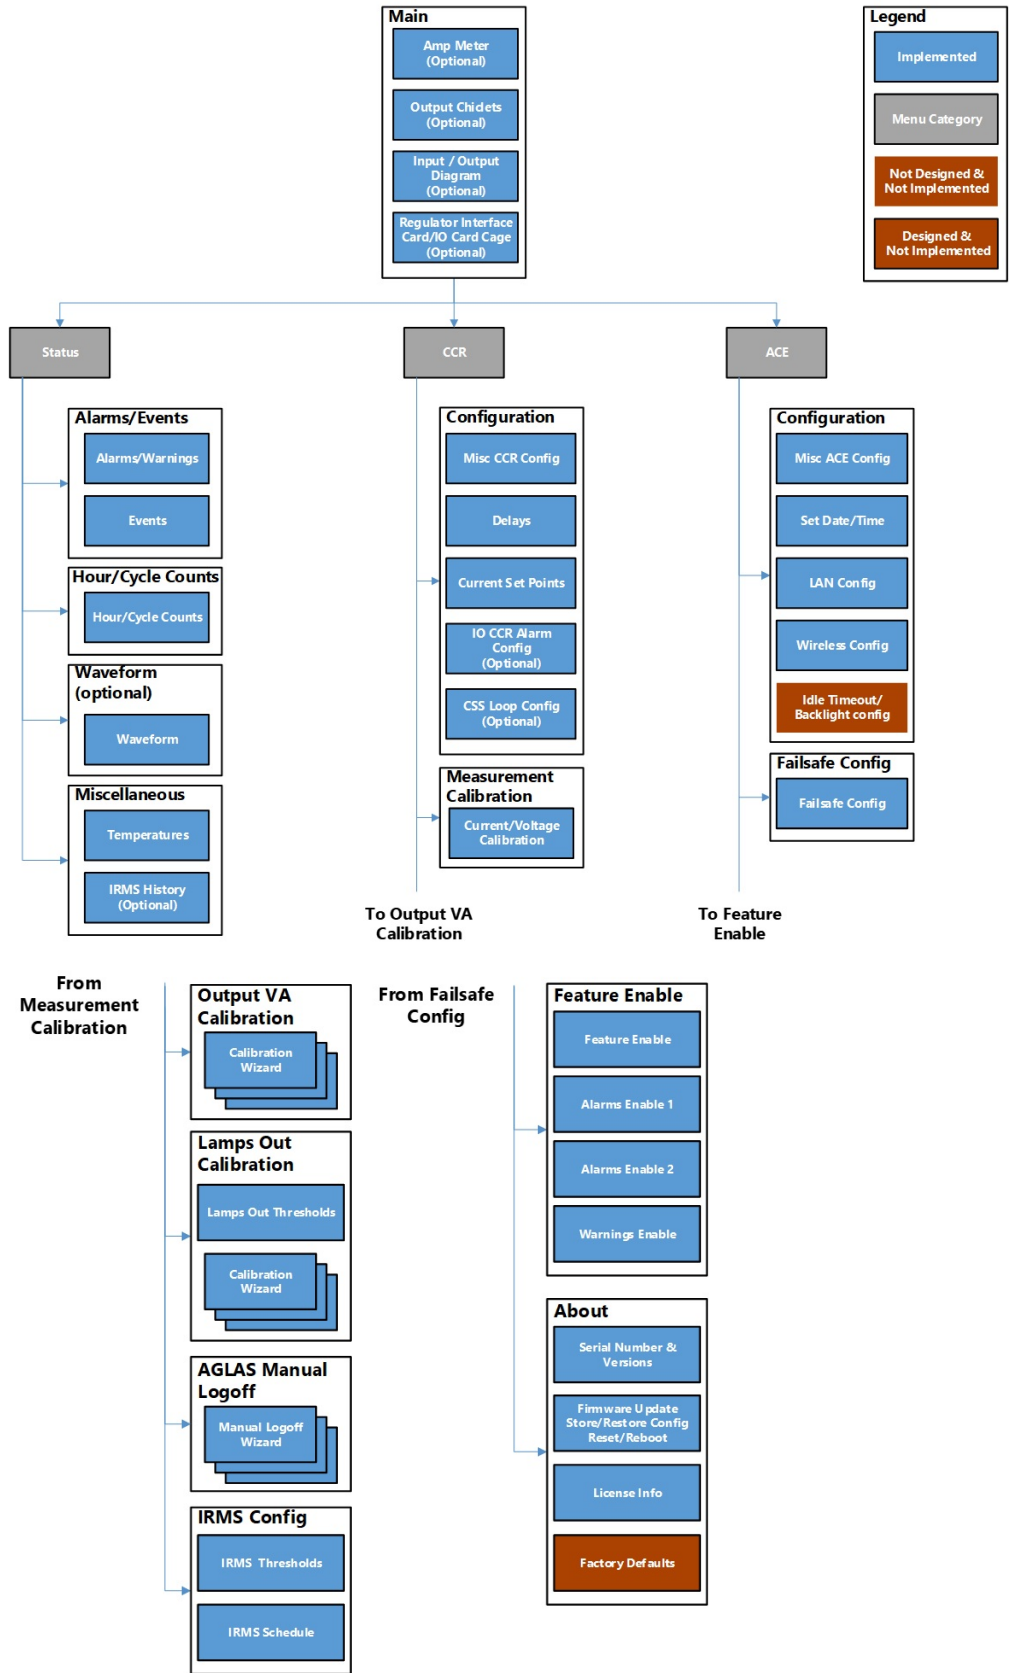 Main
Amp Meter
(Optional)
Output Chiclets
(Optional)
Input / Output
Diagram
(Optional)
Regulator Interface
Card/IO Card Cage
(Optional)
Legend
Implemented
Menu Category
Not Designed &
Not Implemented
Designed &
Not Implemented
Status
CCR
ACE
Alarms/Events
Alarms/Warnings
Events
Hour/Cycle Counts
Hour/Cycle Counts
Waveform
(optional)
Waveform
Miscellaneous
Temperatures
IRMS History
(Optional)
Configuration
Misc CCR Config
Delays
Current Set Points
IO CCR Alarm
Config
(Optional)
CSS Loop Config
(Optional)
Measurement
Calibration
Current/Voltage
Calibration
To Output VA
Calibration
Configuration
Misc ACE Config
Set Date/Time
LAN Config
Wireless Config
Idle Timeout/
Backlight config
Failsafe Config
Failsafe Config
To Feature
Enable
From
Measurement
Calibration
Output VA
Calibration
Calibration
Wizard
Lamps Out
Calibration
Lamps Out Thresholds
Calibration
Wizard
AGLAS Manual
Logoff
Manual Logoff
Wizard
IRMS Config
IRMS Thresholds
IRMS Schedule
From Failsafe
Config
Feature Enable
Feature Enable
Alarms Enable 1
Alarms Enable 2
Warnings Enable
About
Serial Number &
Versions
Firmware Update
Store/Restore Config
Reset/Reboot
License Info
Factory Defaults